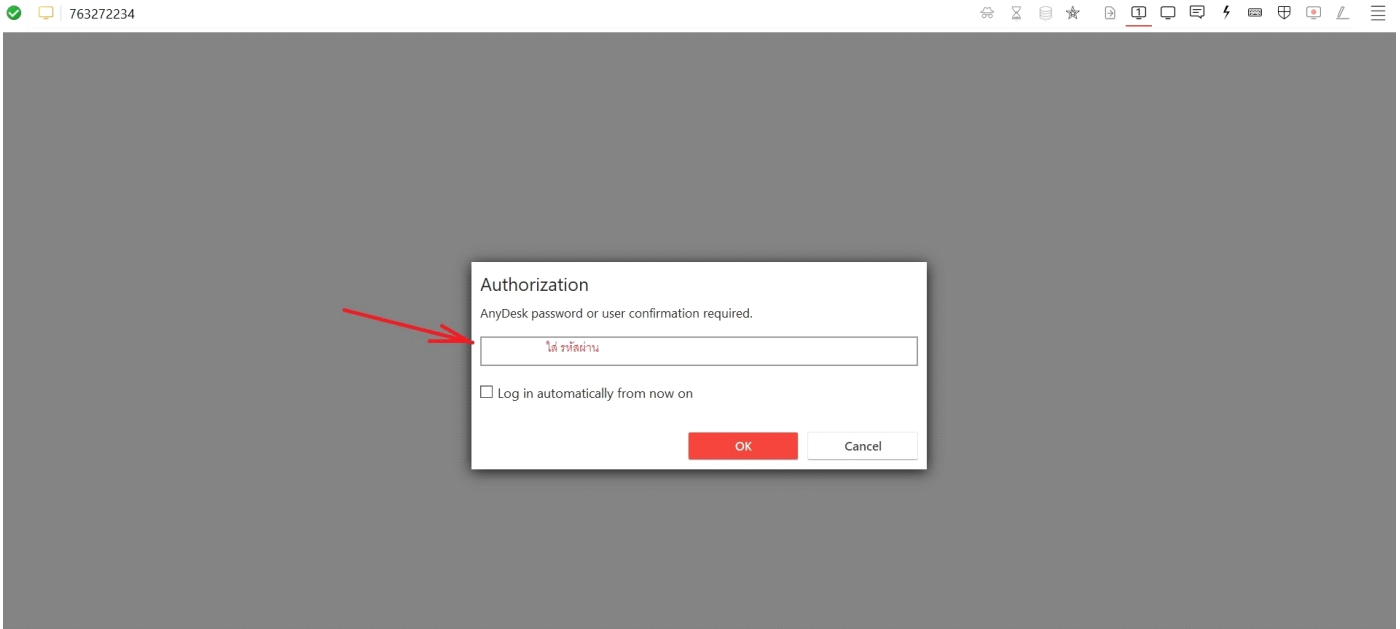 763272234
1
Authorization
AnyDesk password or user confirmation required.
ใส่ รหัสผ่าน
Log in automatically from now on
OK
Cancel